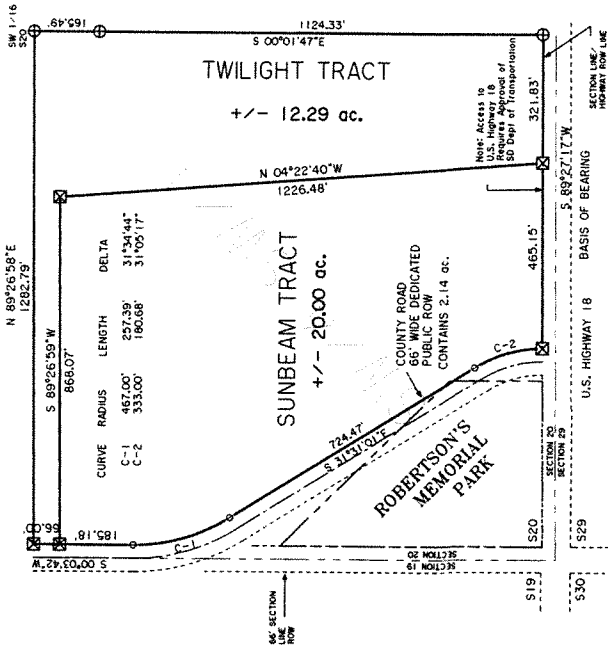 SW 1/16
S20
165.49'
1124.33'
S 00°10'47"E
TWILIGHT TRACT
+/- 12.29 ac.
Note: Access to
U.S. Highway 18
Requires Approval of
SD Dept of Transportation
321.83'
SECTION LINE/
HIGHWAY ROW LINE
N 04°22'40"W
1226.48'
S 89°27'17"W
BASIS OF BEARING
N 89°26'58"E
1282.79'
S 89°26'59"W
868.07'
CURVE RADIUS LENGTH DELTA
C-1 467.00' 257.39' 31°34'44"
C-2 333.00' 180.68' 31°05'17"
SUNBEAM TRACT
+/- 20.00 ac.
465.15'
COUNTY ROAD
66' WIDE DEDICATED
PUBLIC ROW
CONTAINS 2.14 ac.
C-2
U.S. HIGHWAY 18
724.47'
S 31°31'01"E
ROBERTSON'S
MEMORIAL
PARK
66.00'
185.18'
C-1
S 00°03'42"W
SECTION 20
SECTION 19
SECTION 20
SECTION 29
S20
S29
S19
S30
66' SECTION
LINE
ROW